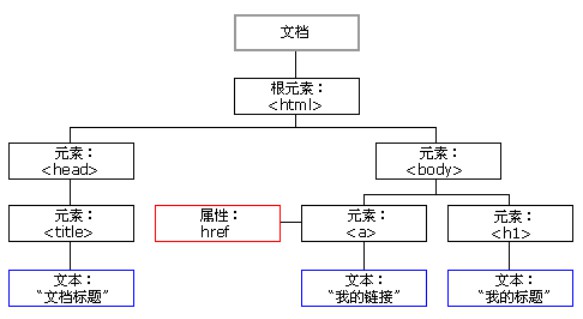 文档
根元素：
<html>
元素：
<head>
元素：
<body>
元素：
<title>
属性：
href
元素：
<a>
元素：
<h1>
文本：
“文档标题”
文本：
“我的链接”
文本：
“我的标题”